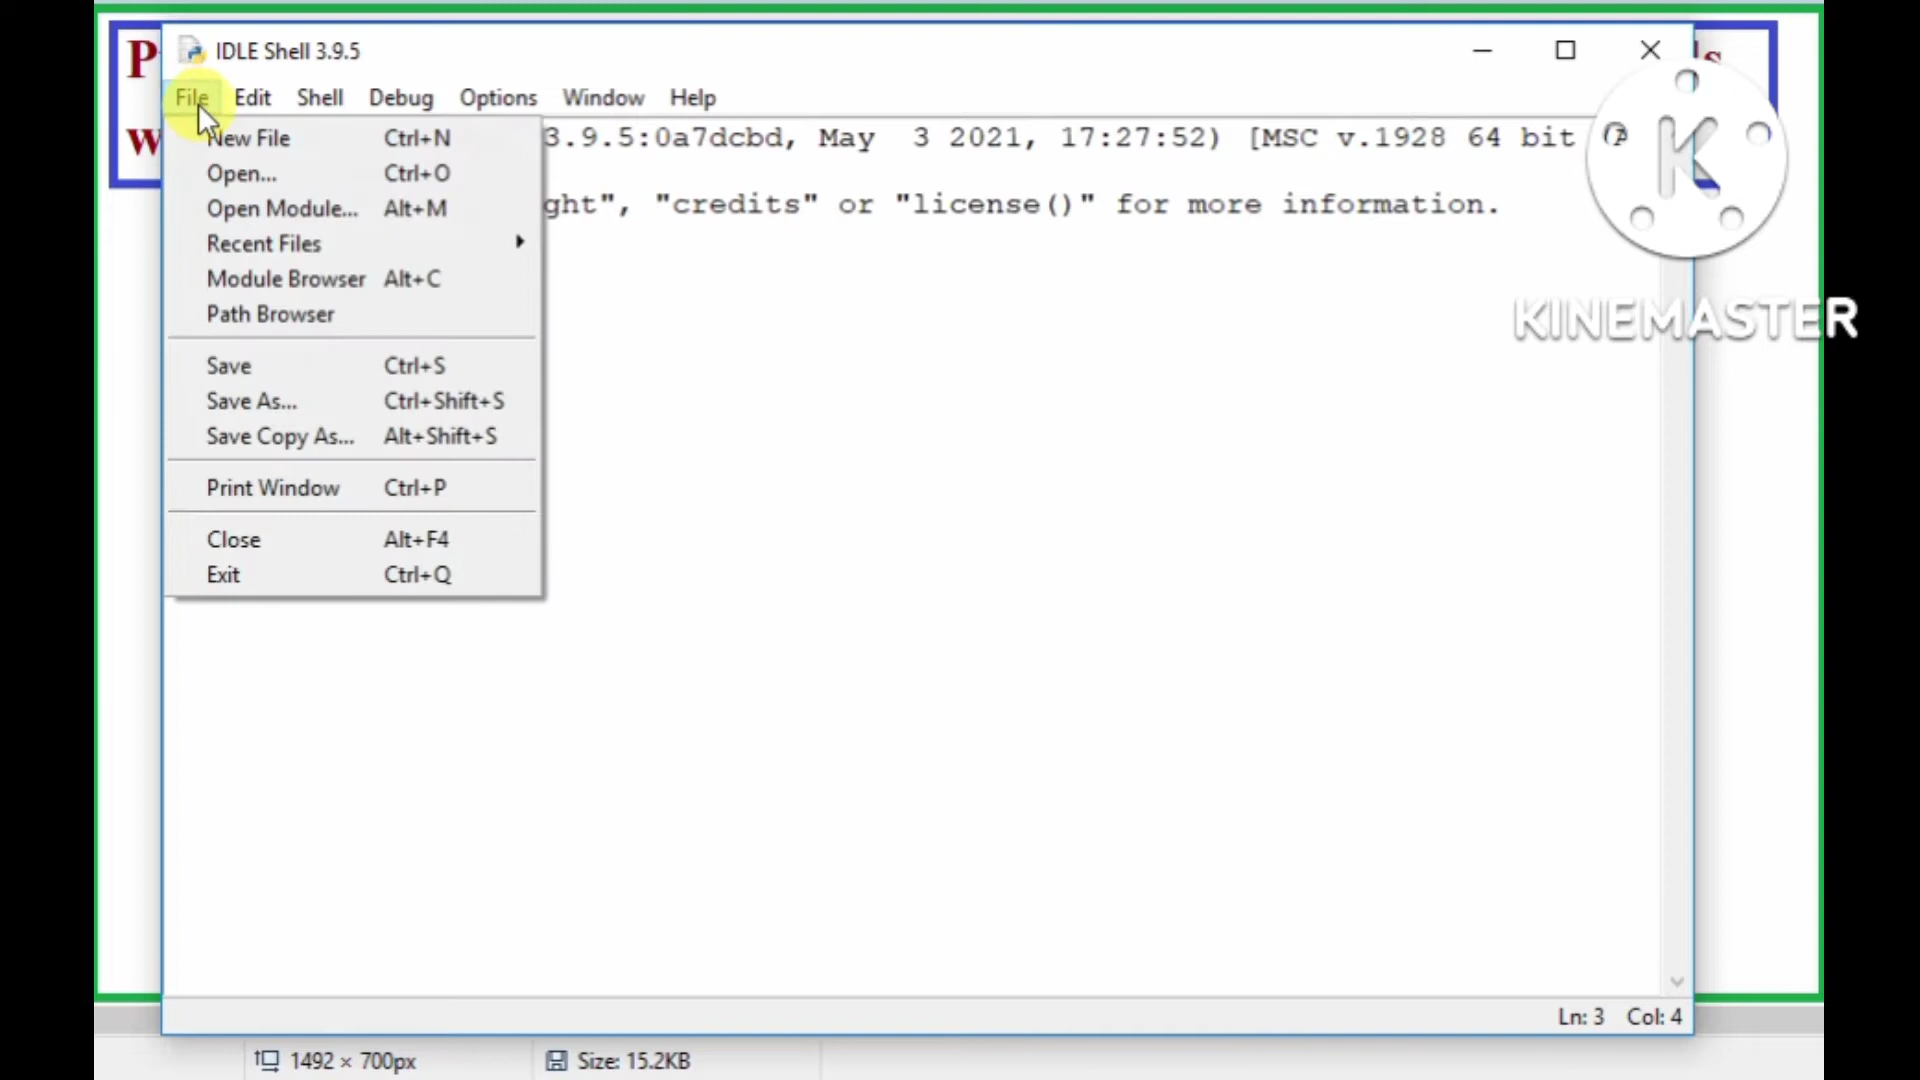 IDLE Shell 3.9.5
File Edit Shell Debug Options Window Help
New File Ctrl+N
Open... Ctrl+O
Open Module... Alt+M
Recent Files
Module Browser Alt+C
Path Browser
Save Ctrl+S
Save As... Ctrl+Shift+S
Save Copy As... Alt+Shift+S
Print Window Ctrl+P
Close Alt+F4
Exit Ctrl+Q
3.9.5:0a7dcbd, May  3 2021, 17:27:52) [MSC v.1928 64 bit
ght", "credits" or "license()" for more information.
P
w
s
K
KINEMASTER
Ln: 3 Col: 4
1492 × 700px Size: 15.2KB